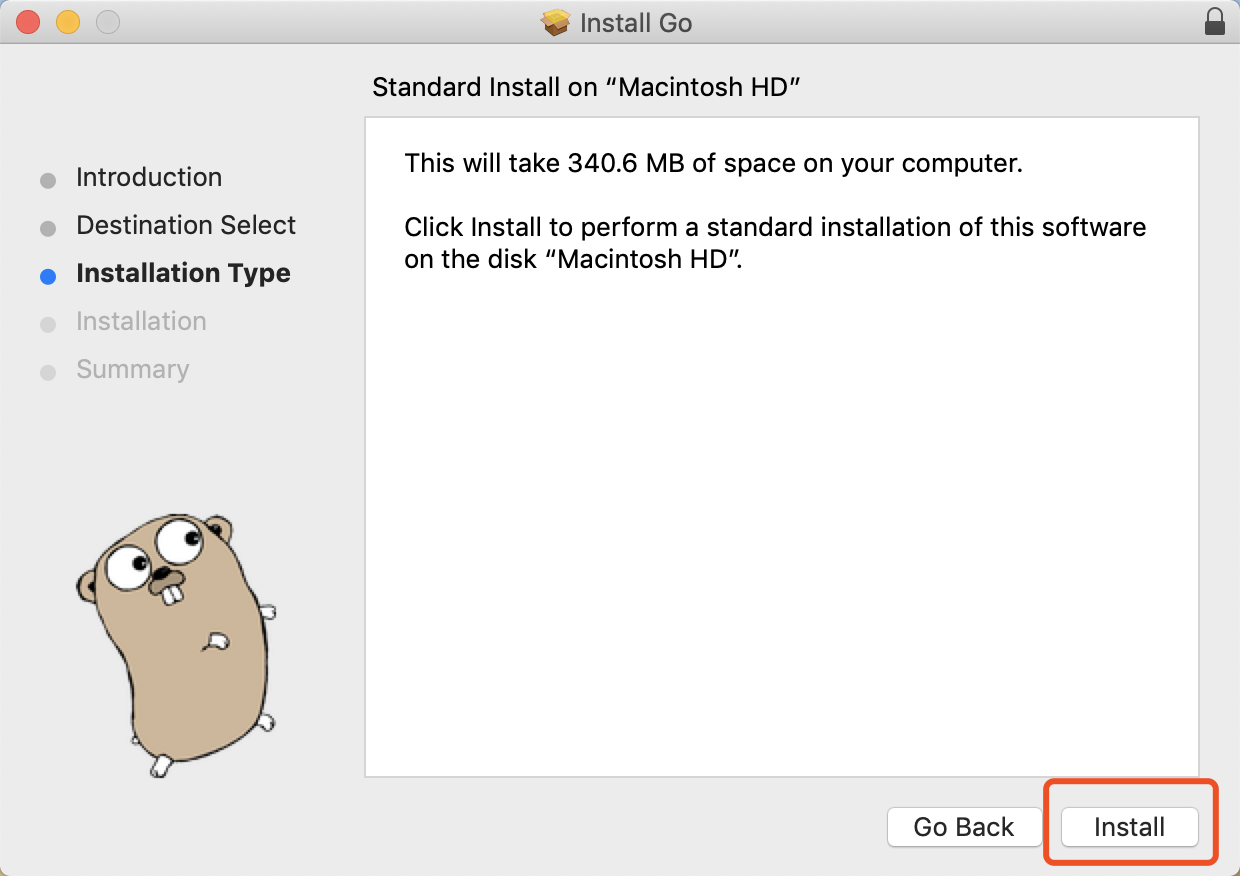 Install Go
Standard Install on “Macintosh HD”
Introduction
Destination Select
Installation Type
Installation
Summary
This will take 340.6 MB of space on your computer.
Click Install to perform a standard installation of this software
on the disk “Macintosh HD”.
Go Back
Install